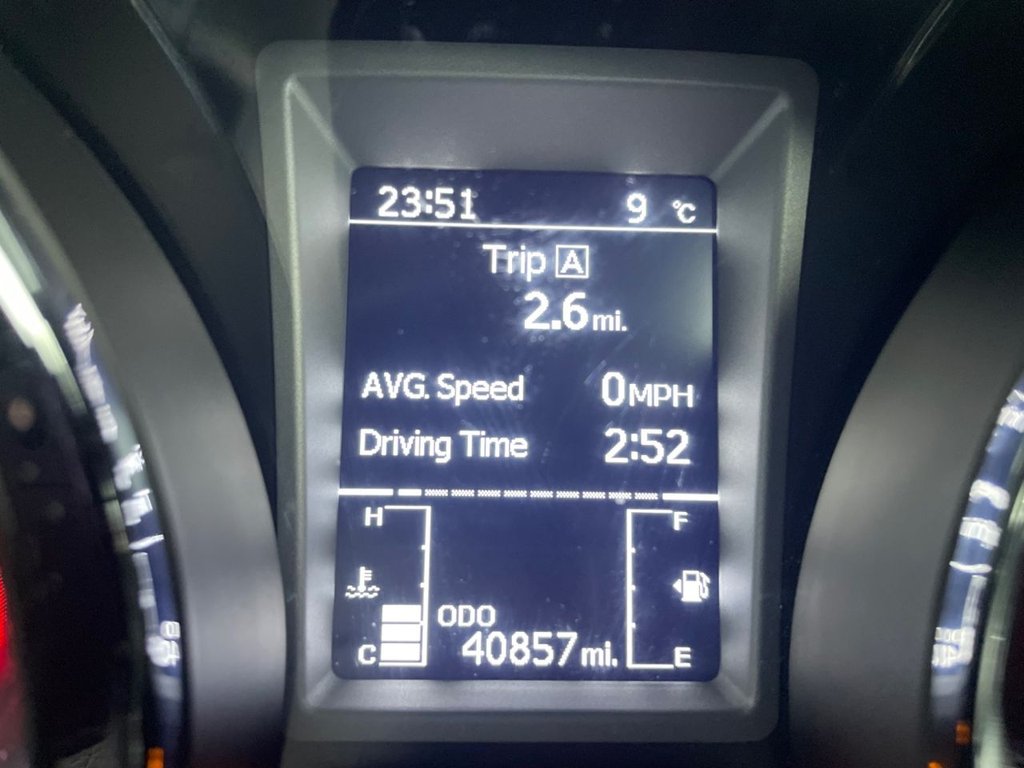 23:51 9 °C
Trip A
2.6 mi.
AVG. Speed 0 MPH
Driving Time 2:52
H F
ODO
40857 mi.
C E